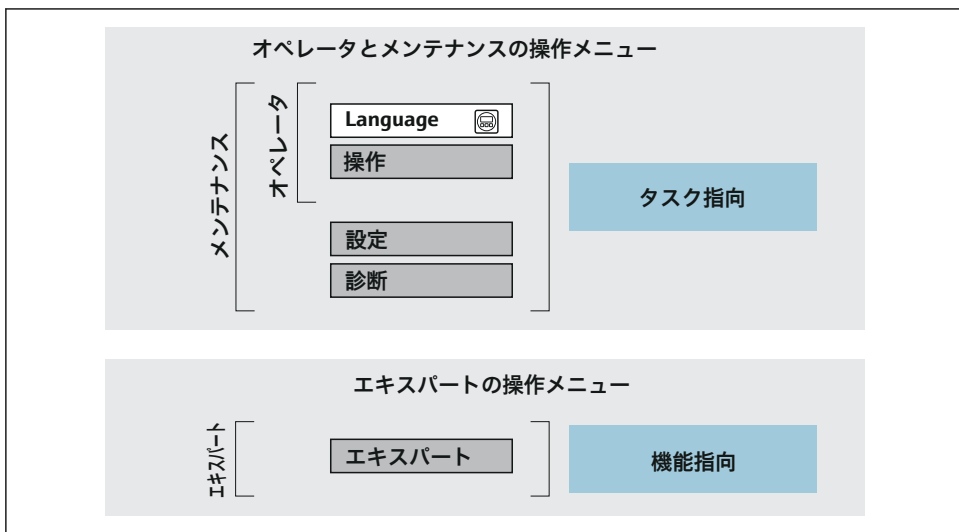 オペレータとメンテナンスの操作メニュー
メンテナンス
オペレータ
Language
操作
設定
診断
タスク指向
エキスパートの操作メニュー
エキスパート
エキスパート
機能指向